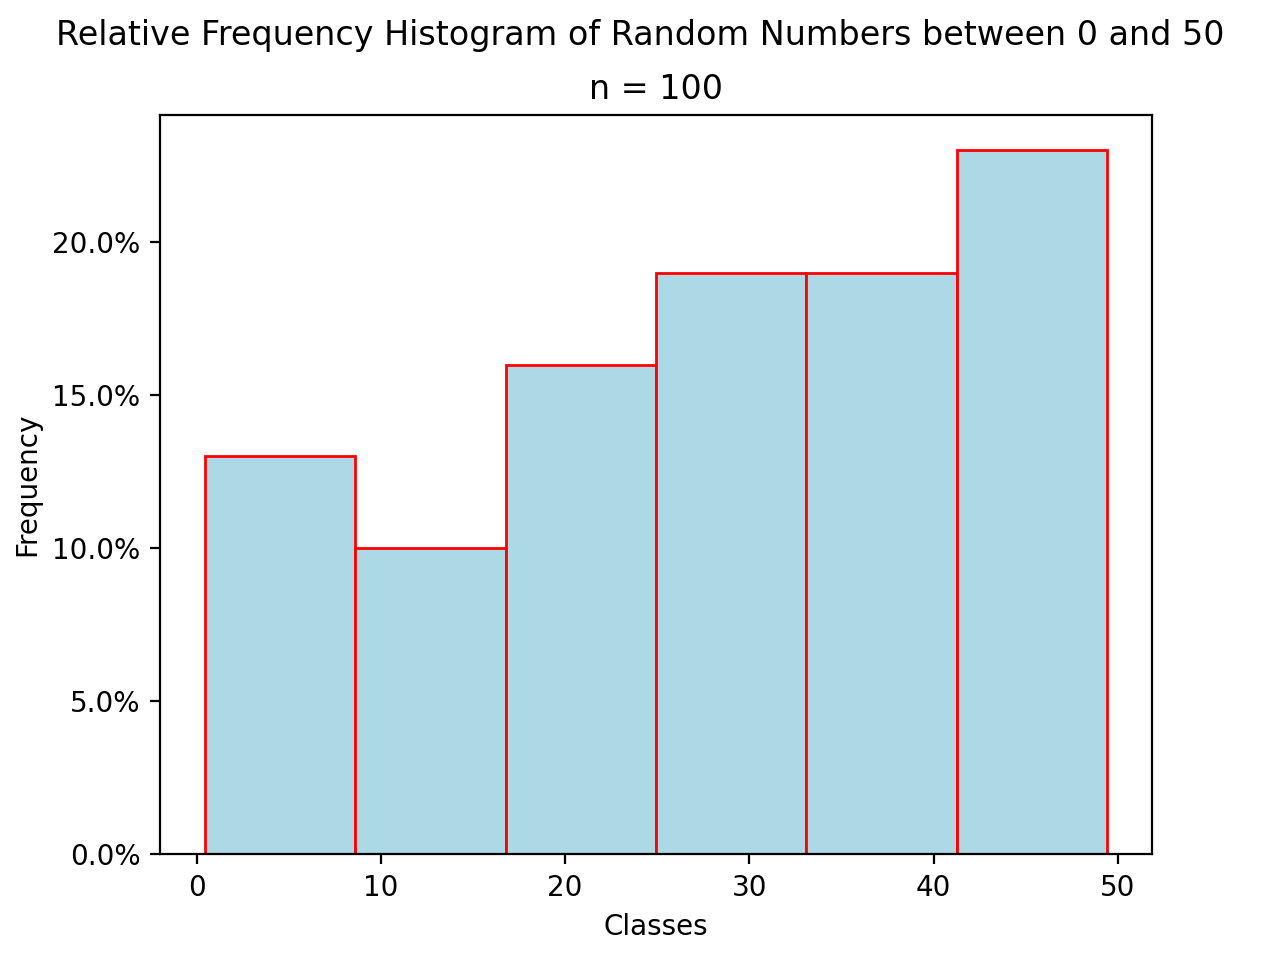 Relative Frequency Histogram of Random Numbers between 0 and 50
n = 100
Frequency
20.0%
15.0%
10.0%
5.0%
0.0%
0 10 20 30 40 50
Classes